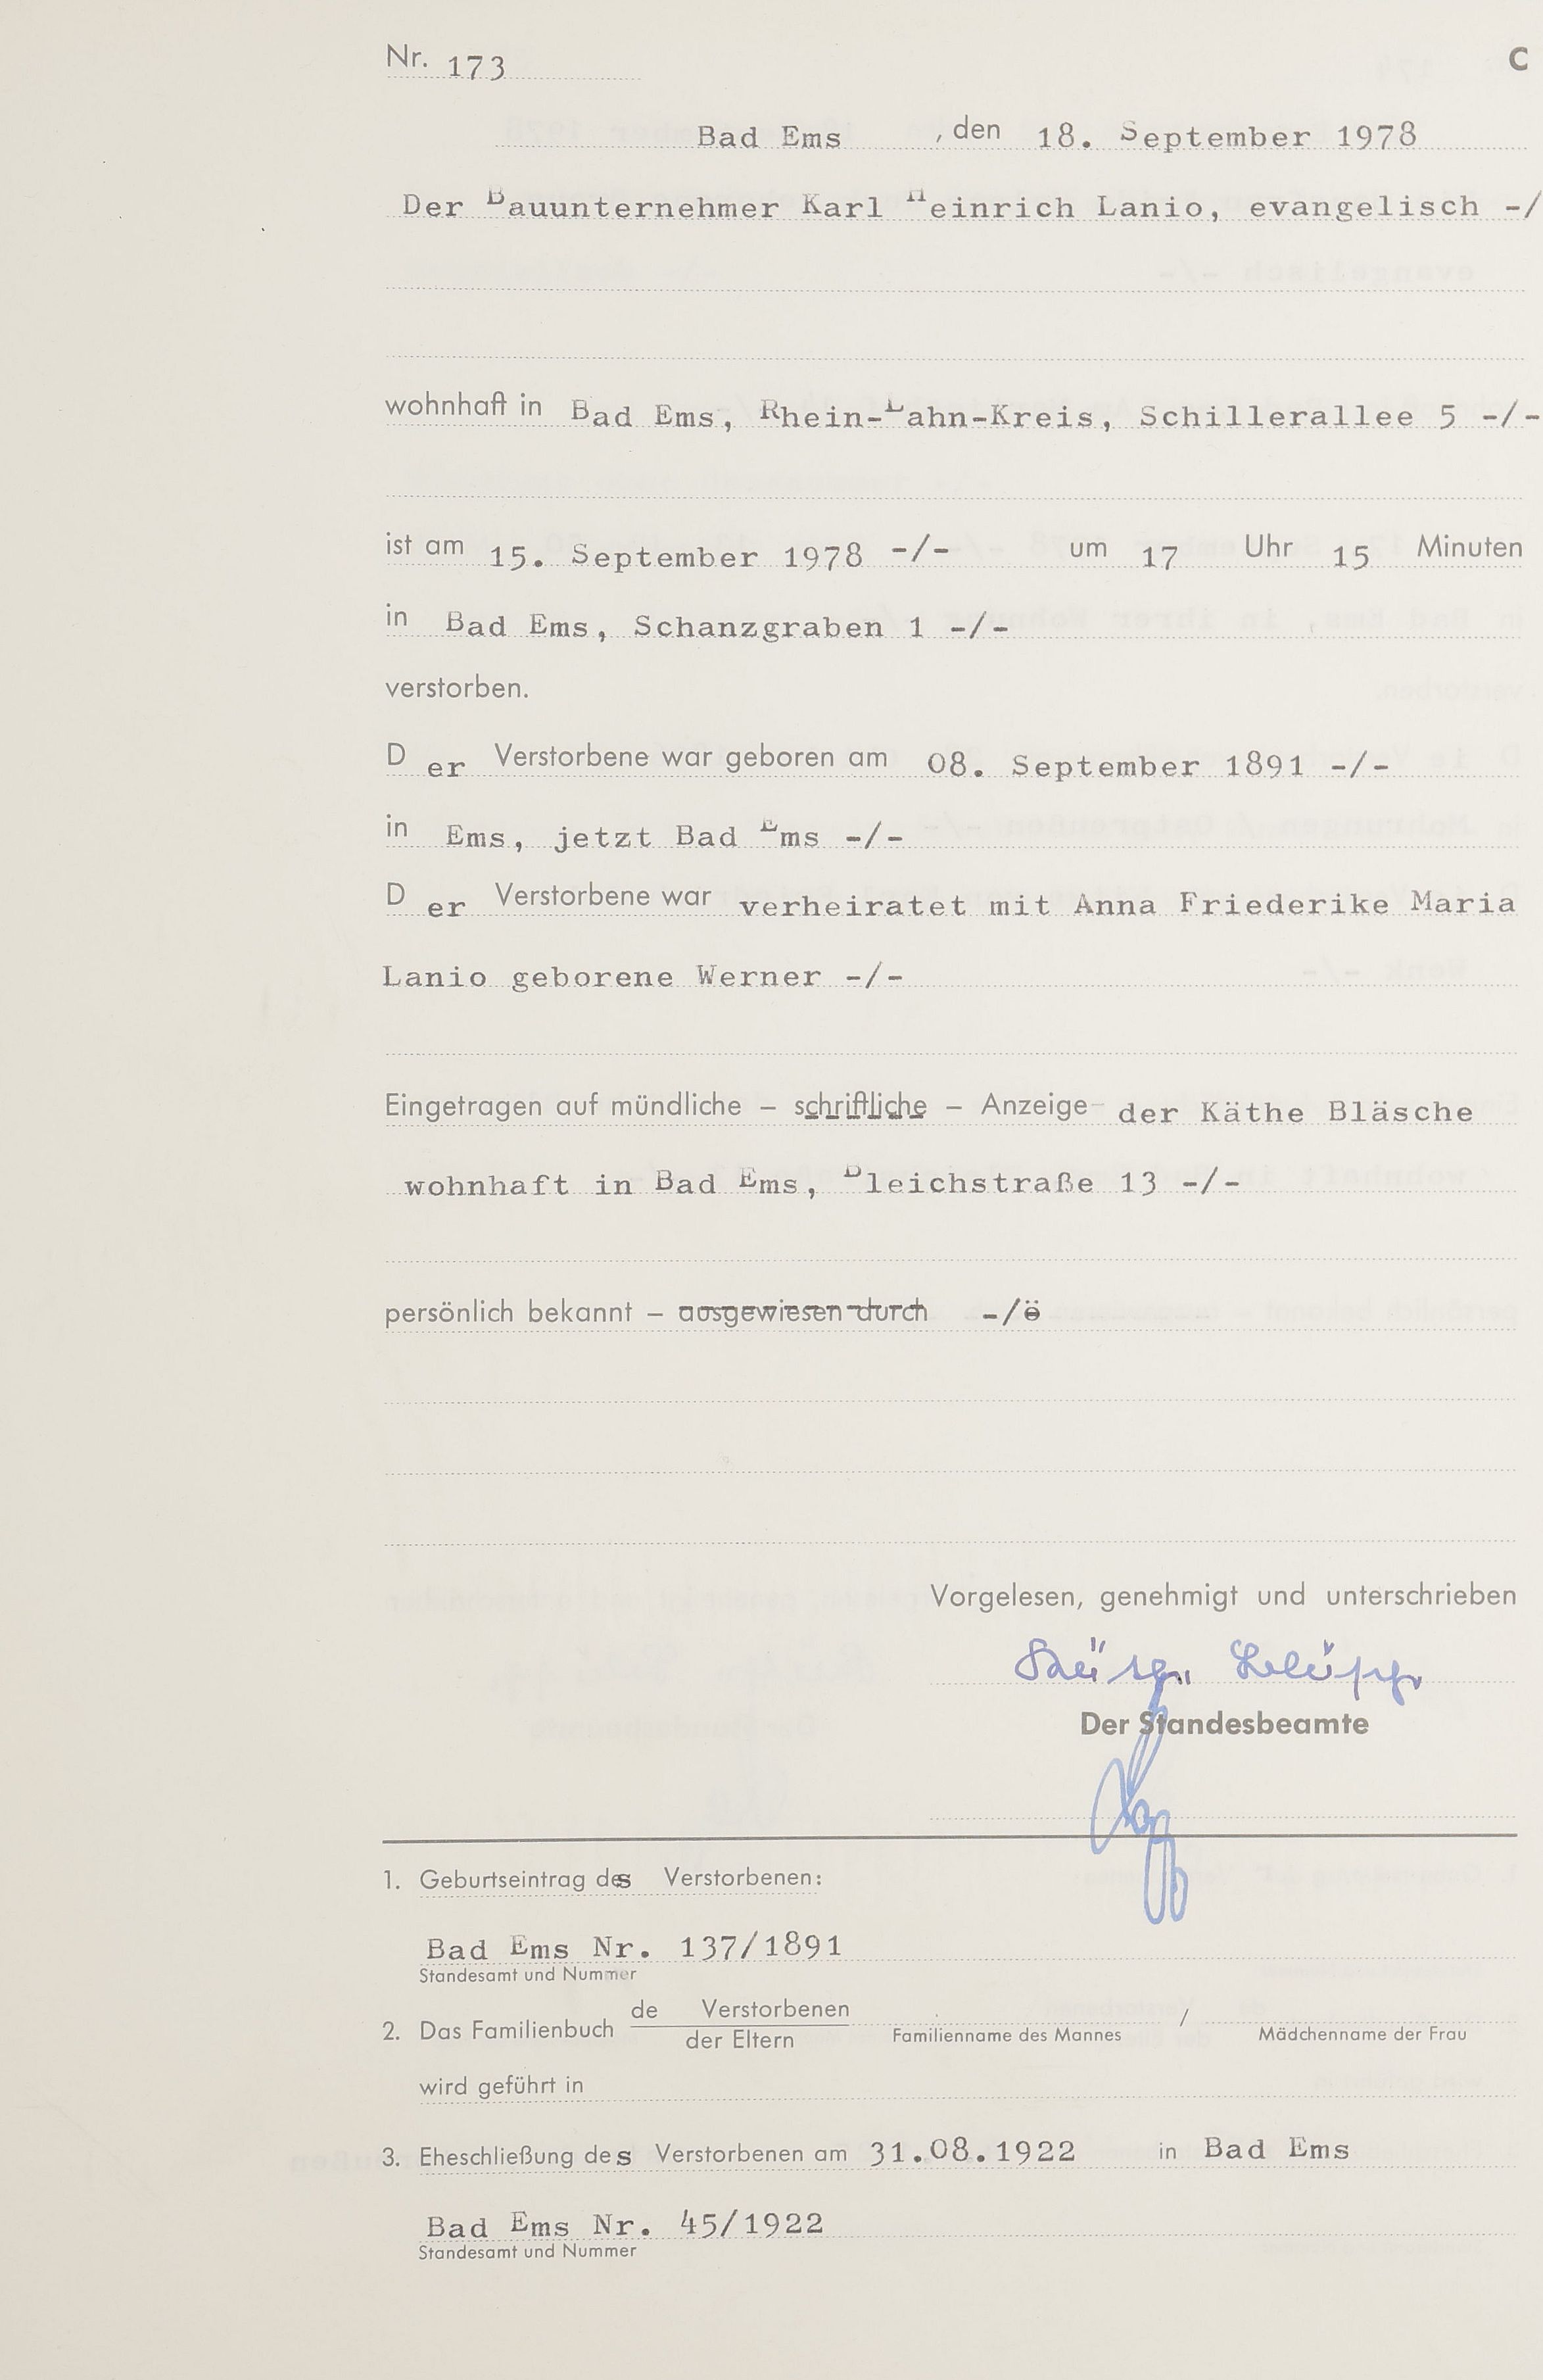 Nr. 173 C
Bad Ems , den 18. September 1978
Der Bauunternehmer Karl Heinrich Lanio, evangelisch -/
wohnhaft in Bad Ems, Rhein-Lahn-Kreis, Schillerallee 5 -/-
ist am 15. September 1978 -/- um 17 Uhr 15 Minuten
in Bad Ems, Schanzgraben 1 -/-
verstorben.
D er Verstorbene war geboren am 08. September 1891 -/-
in Ems, jetzt Bad Ems -/-
D er Verstorbene war verheiratet mit Anna Friederike Maria
Lanio geborene Werner -/-
Eingetragen auf mündliche – schriftliche – Anzeige der Käthe Bläsche
wohnhaft in Bad Ems, Bleichstraße 13 -/-
persönlich bekannt – ausgewiesen durch -/ë
Vorgelesen, genehmigt und unterschrieben
Der Standesbeamte
1. Geburtseintrag des Verstorbenen:
Bad Ems Nr. 137/1891
Standesamt und Nummer
2. Das Familienbuch de Verstorbenen
der Eltern
/
Familienname des Mannes Mädchenname der Frau
wird geführt in
3. Eheschließung des Verstorbenen am 31.08.1922 in Bad Ems
Bad Ems Nr. 45/1922
Standesamt und Nummer